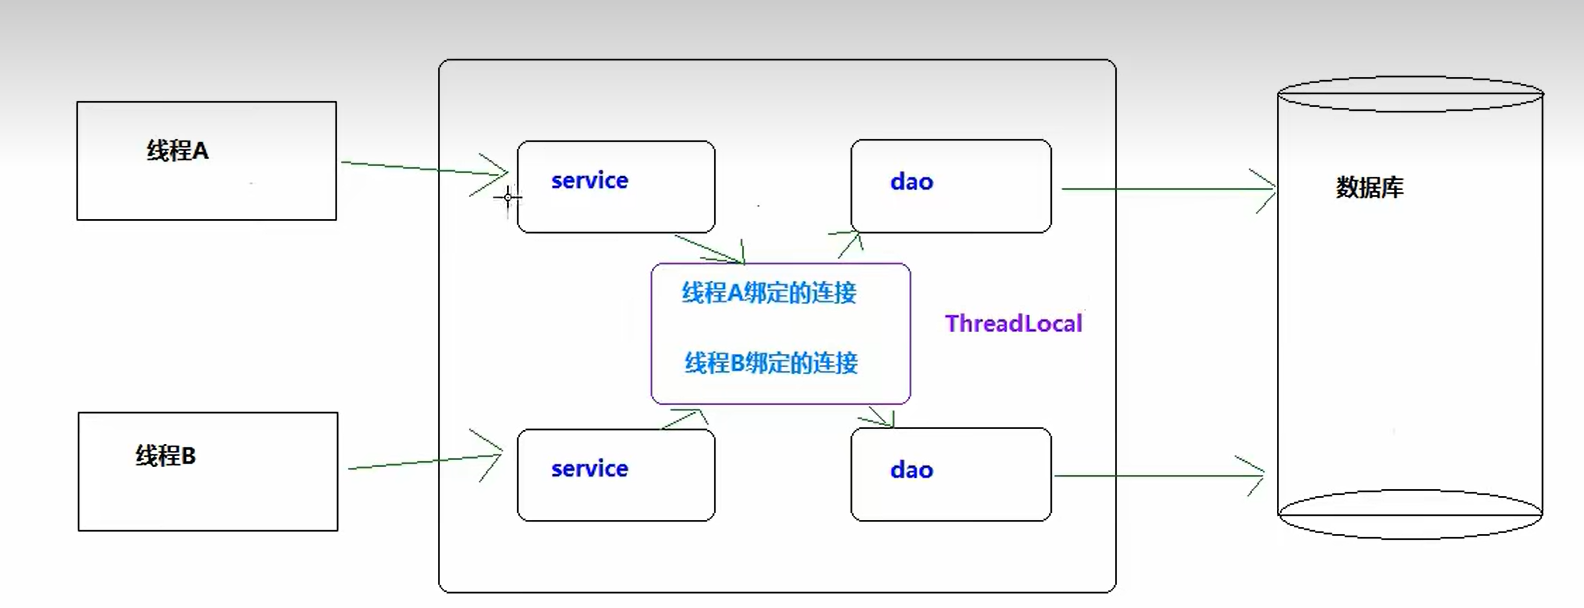 线程A
service
dao
数据库
线程A绑定的连接
ThreadLocal
线程B绑定的连接
线程B
service
dao